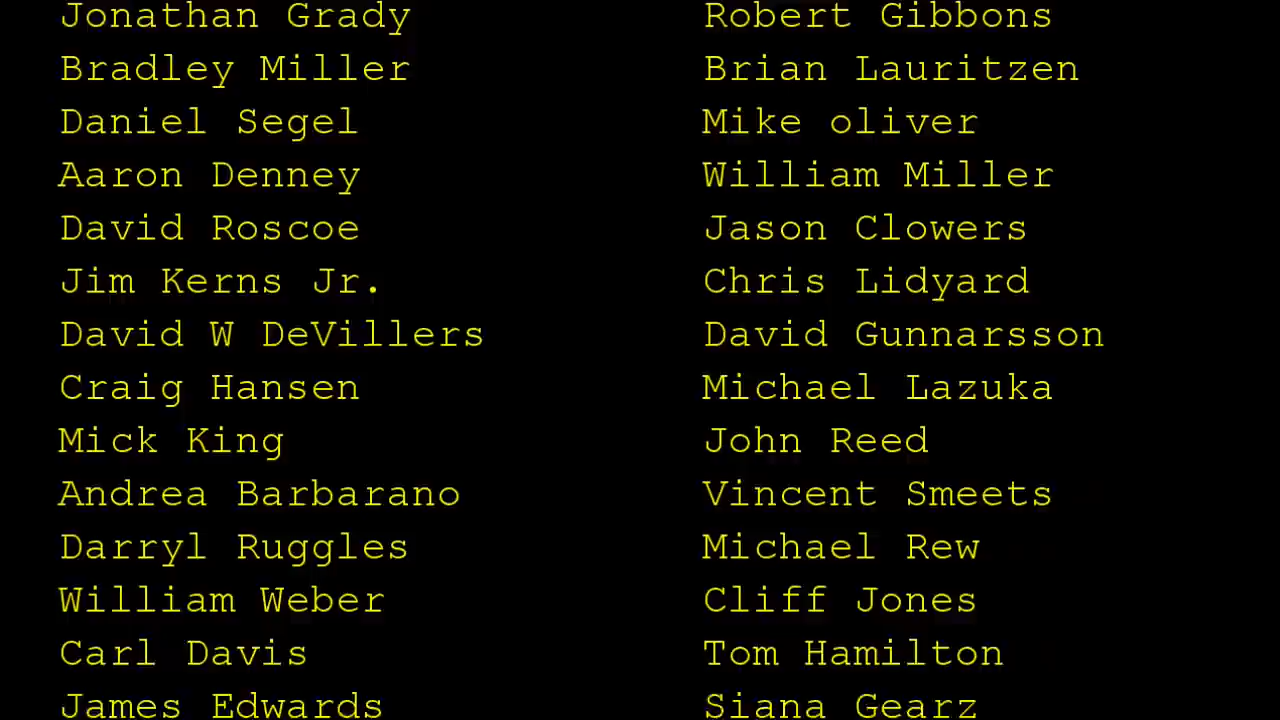 Jonathan Grady Robert Gibbons
Bradley Miller Brian Lauritzen
Daniel Segel Mike oliver
Aaron Denney William Miller
David Roscoe Jason Clowers
Jim Kerns Jr. Chris Lidyard
David W DeVillers David Gunnarsson
Craig Hansen Michael Lazuka
Mick King John Reed
Andrea Barbarano Vincent Smeets
Darryl Ruggles Michael Rew
William Weber Cliff Jones
Carl Davis Tom Hamilton
James Edwards Siana Gearz